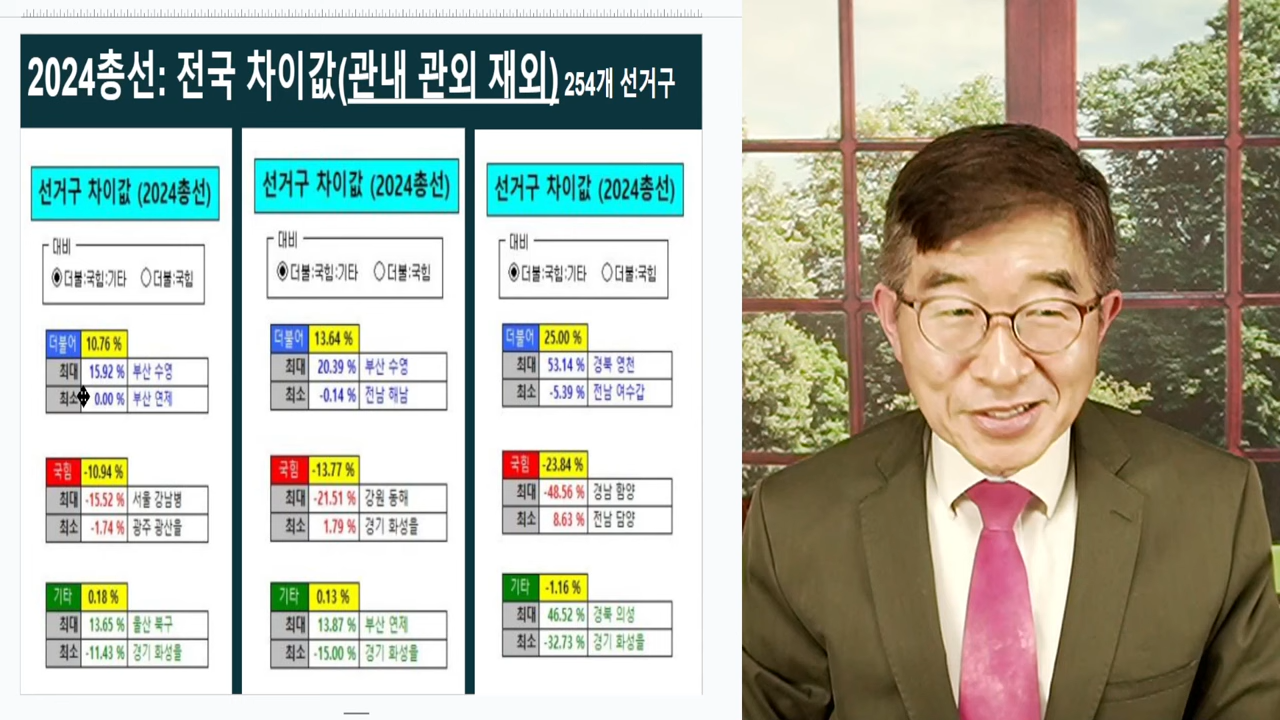 2024총선: 전국 차이값(관내 관외 재외) 254개 선거구
선거구 차이값 (2024총선)
대비
더불:국힘:기타 더불:국힘
더불어 10.76 %
최대 15.92 % 부산 수영
최소 0.00 % 부산 연제
국힘 -10.94 %
최대 -15.52 % 서울 강남병
최소 -1.74 % 광주 광산을
기타 0.18 %
최대 13.65 % 울산 북구
최소 -11.43 % 경기 화성을
선거구 차이값 (2024총선)
대비
더불:국힘:기타 더불:국힘
더불어 13.64 %
최대 20.39 % 부산 수영
최소 -0.14 % 전남 해남
국힘 -13.77 %
최대 -21.51 % 강원 동해
최소 1.79 % 경기 화성을
기타 0.13 %
최대 13.87 % 부산 연제
최소 -15.00 % 경기 화성을
선거구 차이값 (2024총선)
대비
더불:국힘:기타 더불:국힘
더불어 25.00 %
최대 53.14 % 경북 영천
최소 -5.39 % 전남 여수갑
국힘 -23.84 %
최대 -48.56 % 경남 함양
최소 8.63 % 전남 담양
기타 -1.16 %
최대 46.52 % 경북 의성
최소 -32.73 % 경기 화성을